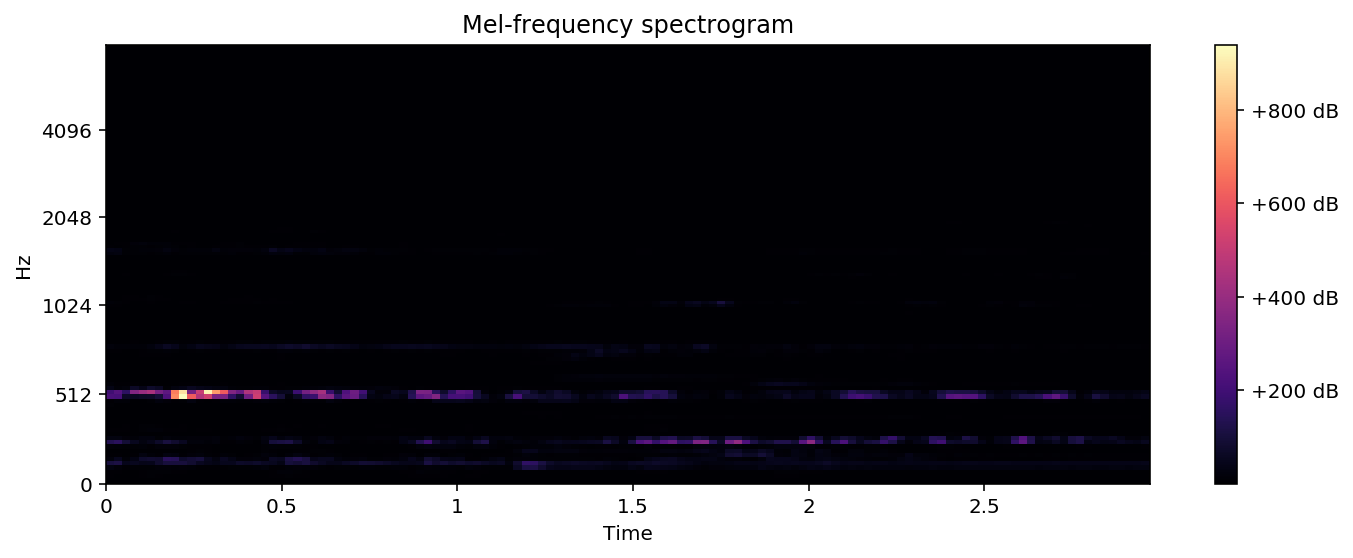 Mel-frequency spectrogram
Hz
4096
2048
1024
512
0
0 0.5 1 1.5 2 2.5
Time
+800 dB
+600 dB
+400 dB
+200 dB